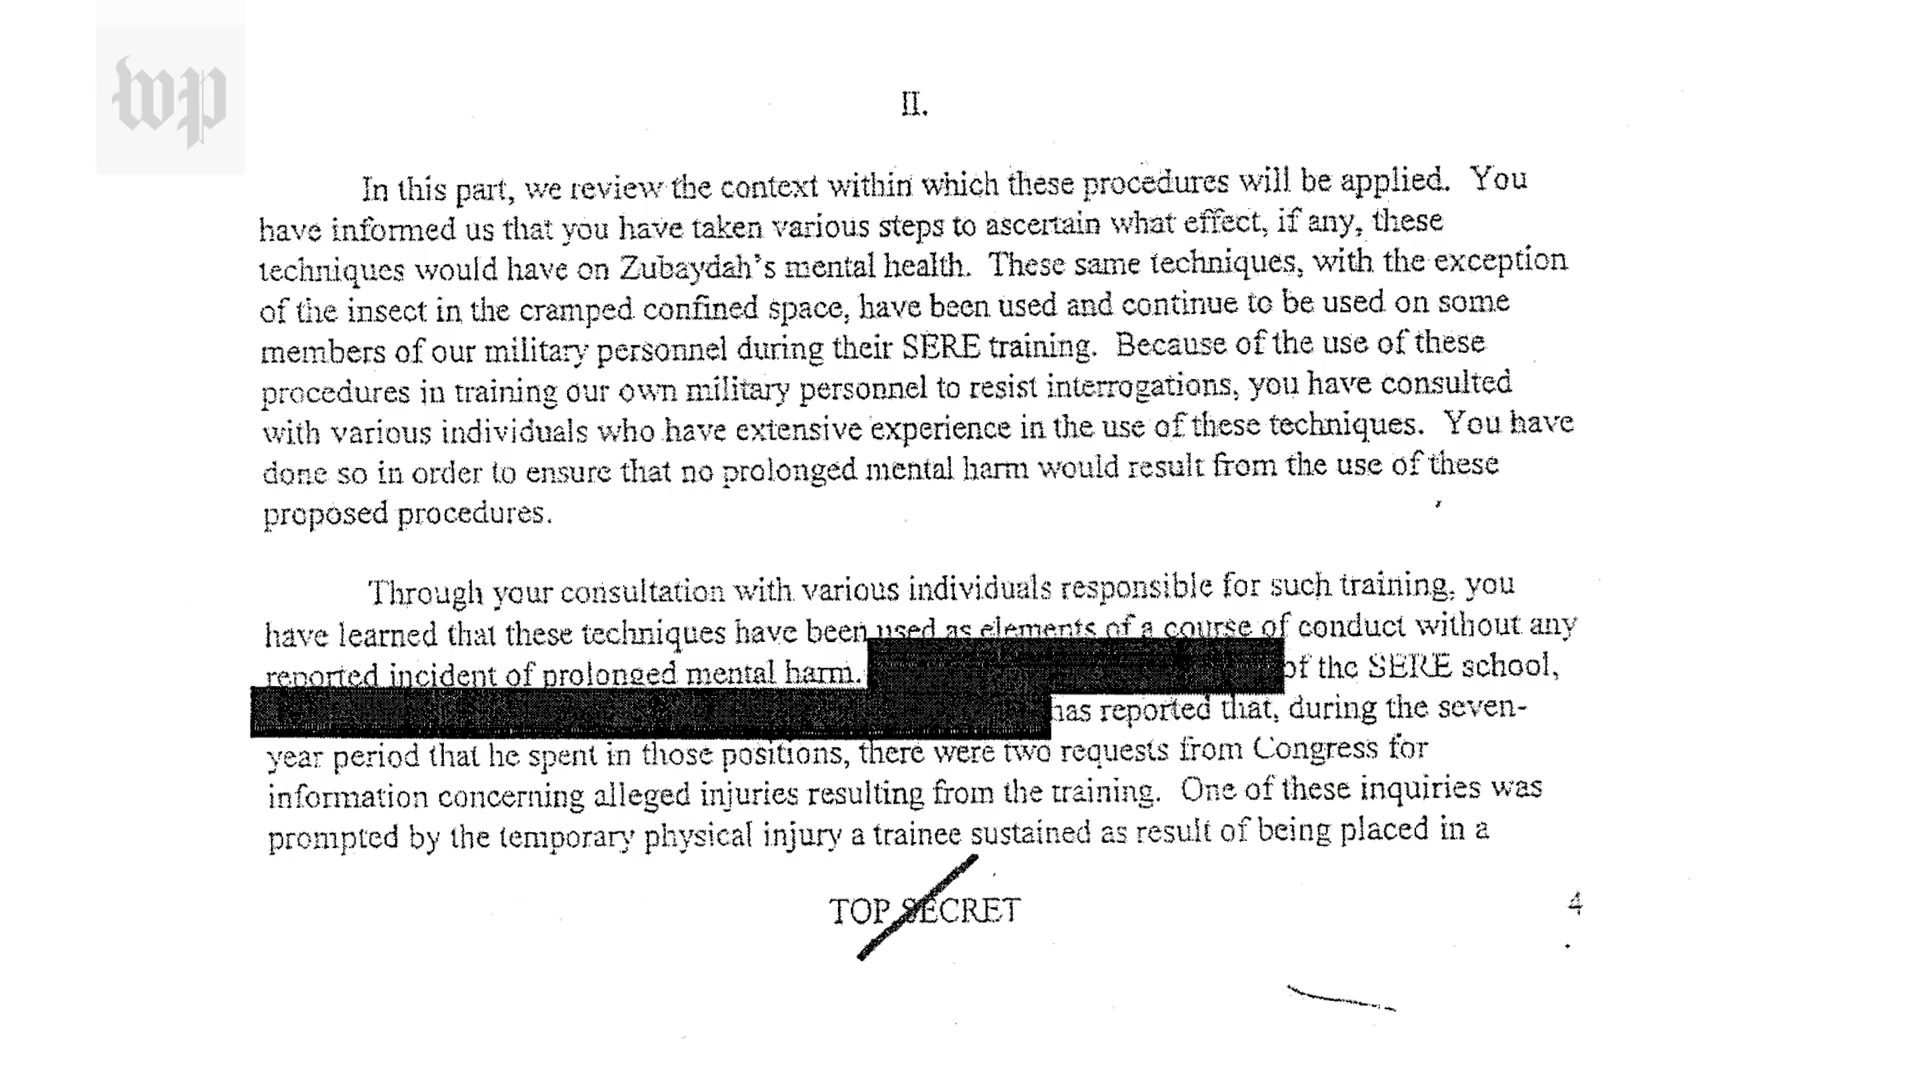 wp
II.
In this part, we review the context within which these procedures will be applied. You
have informed us that you have taken various steps to ascertain what effect, if any, these
techniques would have on Zubaydah's mental health. These same techniques, with the exception
of the insect in the cramped confined space, have been used and continue to be used on some
members of our military personnel during their SERE training. Because of the use of these
procedures in training our own military personnel to resist interrogations, you have consulted
with various individuals who have extensive experience in the use of these techniques. You have
done so in order to ensure that no prolonged mental harm would result from the use of these
proposed procedures.
Through your consultation with various individuals responsible for such training, you
have learned that these techniques have been used as elements of a course of conduct without any
reported incident of prolonged mental harm. of the SERE school,
has reported that, during the seven-
year period that he spent in those positions, there were two requests from Congress for
information concerning alleged injuries resulting from the training. One of these inquiries was
prompted by the temporary physical injury a trainee sustained as result of being placed in a
TOP SECRET
4